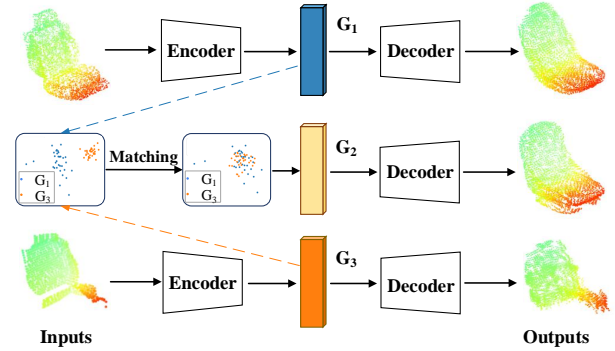 Encoder
G1
Decoder
Matching
G1
G3
G1
G3
G2
Decoder
Encoder
G3
Decoder
Inputs
Outputs